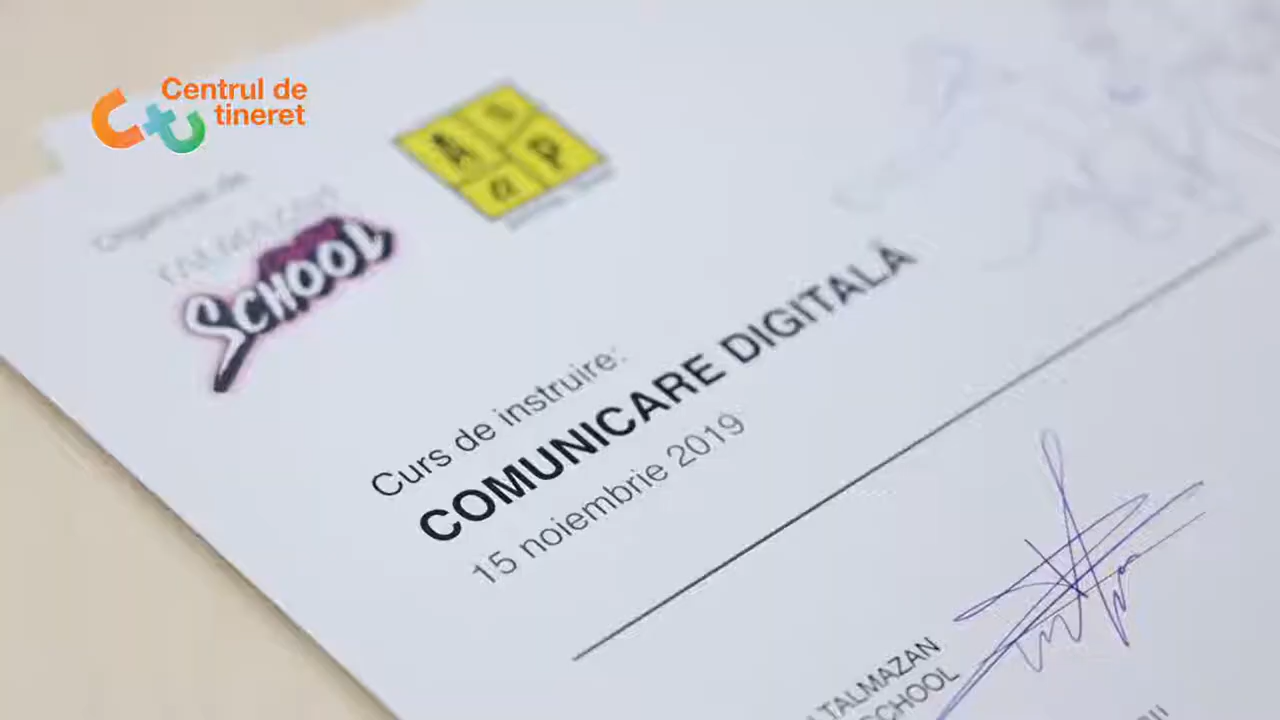 Centrul de
tineret
Organizat de
TALMAZAN
SCHOOL
A
P
Curs de instruire:
COMUNICARE DIGITALĂ
15 noiembrie 2019
TALMAZAN
SCHOOL